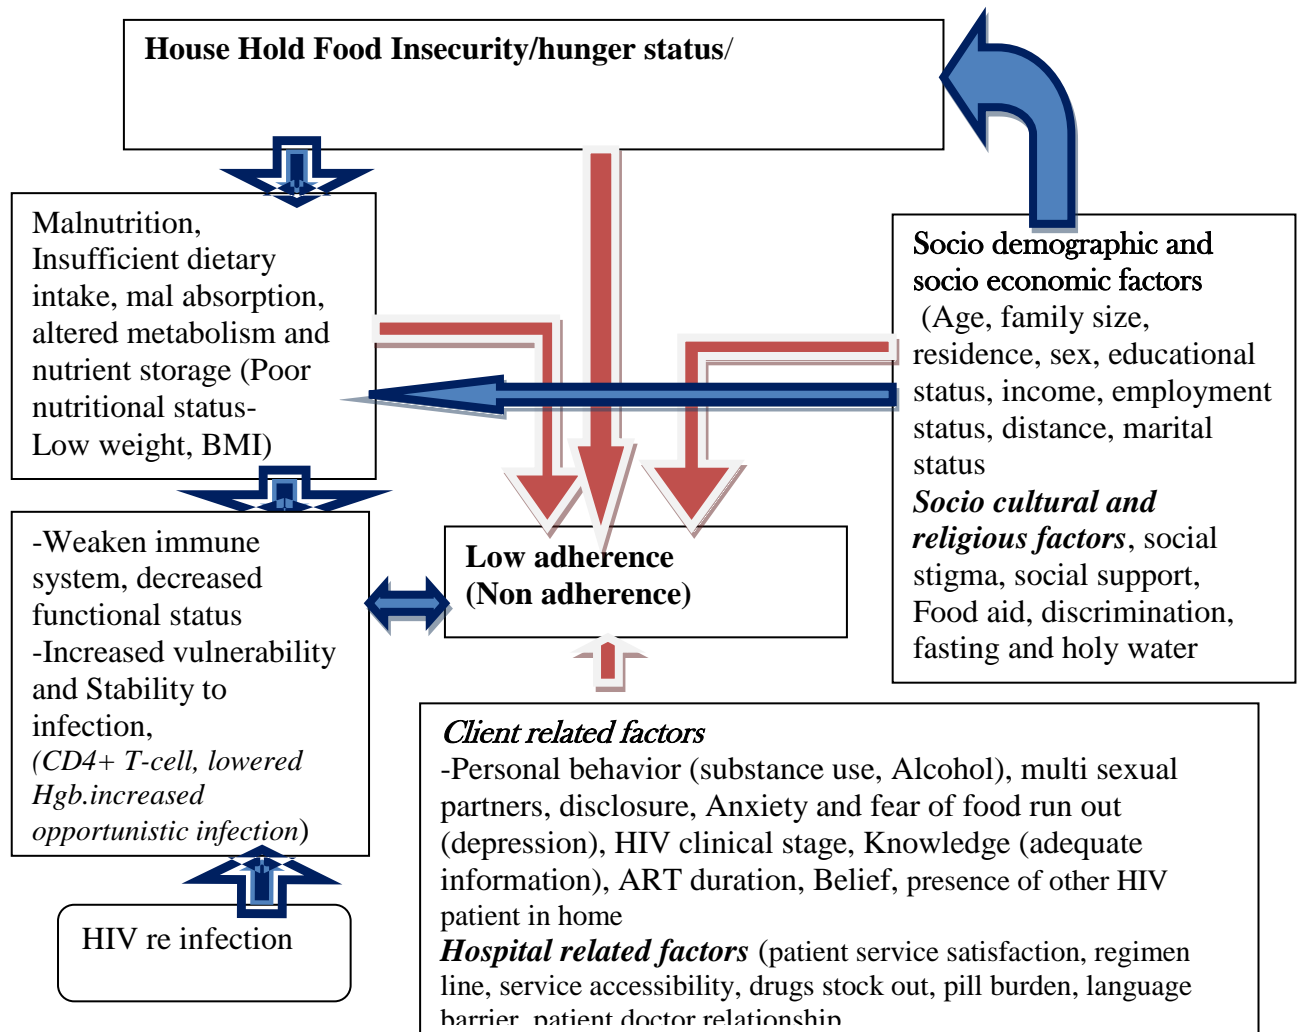 House Hold Food Insecurity/hunger status/
Malnutrition,
Insufficient dietary
intake, mal absorption,
altered metabolism and
nutrient storage (Poor
nutritional status-
Low weight, BMI)
Socio demographic and
socio economic factors
(Age, family size,
residence, sex, educational
status, income, employment
status, distance, marital
status
Socio cultural and
religious factors, social
stigma, social support,
Food aid, discrimination,
fasting and holy water
-Weaken immune
system, decreased
functional status
-Increased vulnerability
and Stability to
infection,
(CD4+ T-cell, lowered
Hgb.increased
opportunistic infection)
Low adherence
(Non adherence)
HIV re infection
Client related factors
-Personal behavior (substance use, Alcohol), multi sexual
partners, disclosure, Anxiety and fear of food run out
(depression), HIV clinical stage, Knowledge (adequate
information), ART duration, Belief, presence of other HIV
patient in home
Hospital related factors (patient service satisfaction, regimen
line, service accessibility, drugs stock out, pill burden, language
barrier, patient doctor relationship